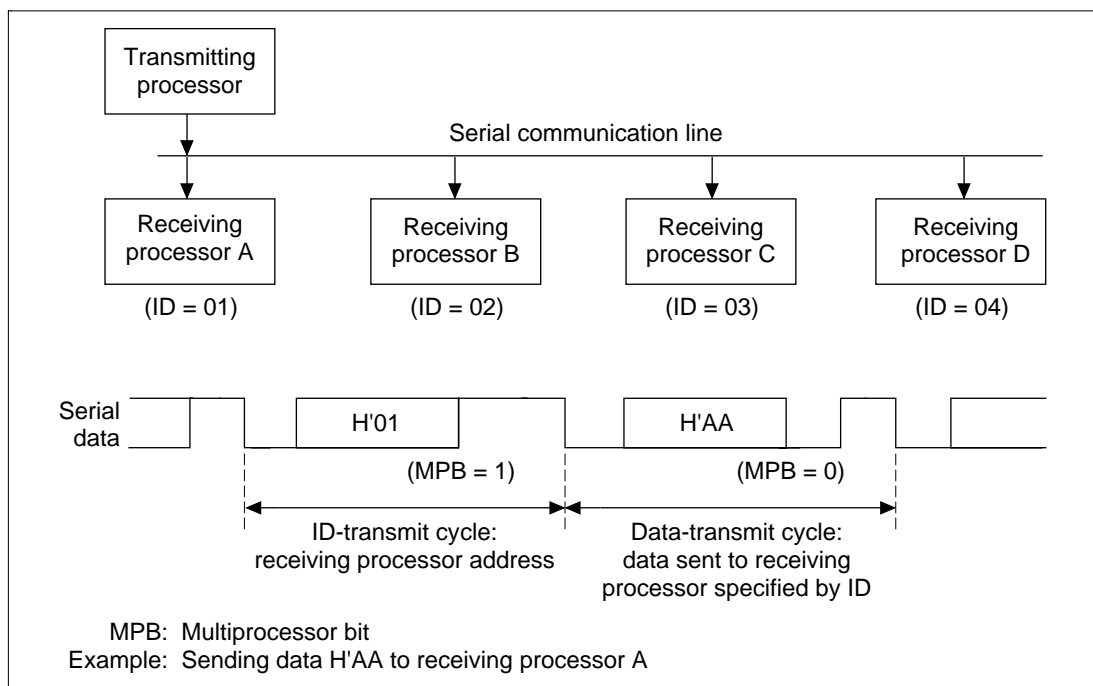 Transmitting
processor
Serial communication line
Receiving
processor A
Receiving
processor B
Receiving
processor C
Receiving
processor D
(ID = 01)
(ID = 02)
(ID = 03)
(ID = 04)
Serial
data
H'01
H'AA
(MPB = 1)
(MPB = 0)
ID-transmit cycle:
receiving processor address
Data-transmit cycle:
data sent to receiving
processor specified by ID
MPB: Multiprocessor bit
Example: Sending data H'AA to receiving processor A